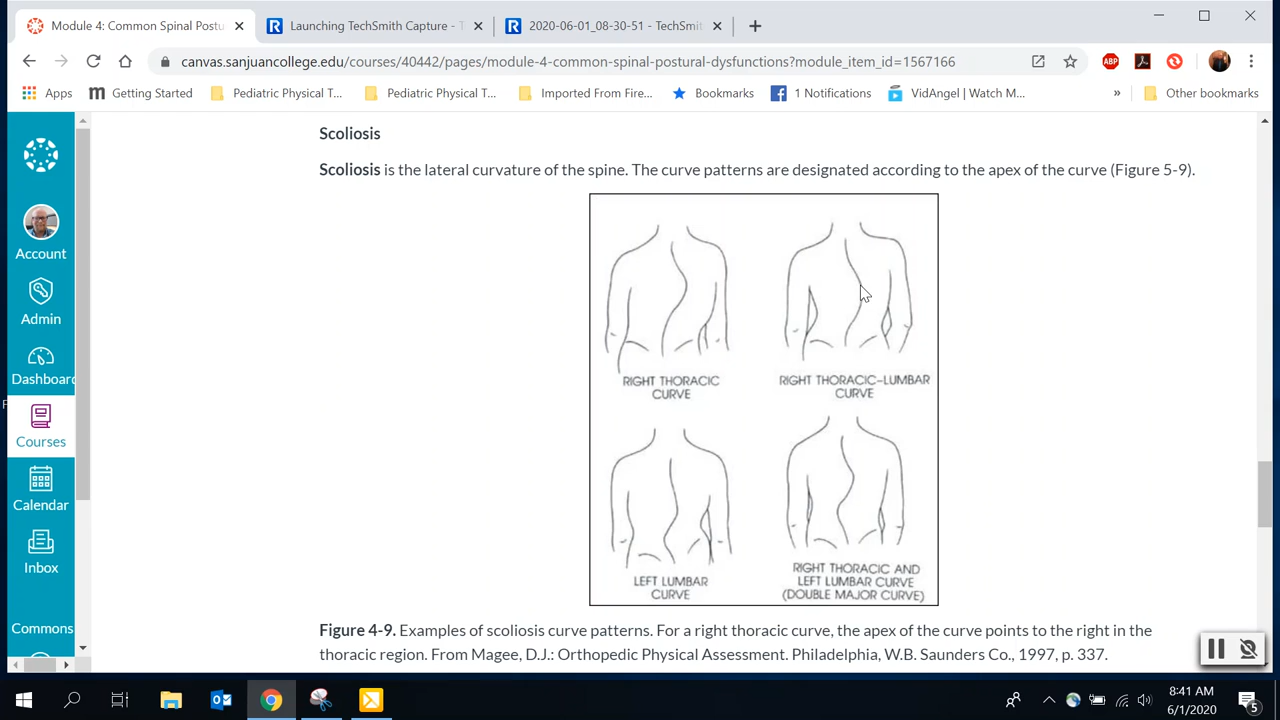 Module 4: Common Spinal Postu
Launching TechSmith Capture - T
2020-06-01_08-30-51 - TechSmit
canvas.sanjuancollege.edu/courses/40442/pages/module-4-common-spinal-postural-dysfunctions?module_item_id=1567166
ABP
Apps
Getting Started
Pediatric Physical T...
Pediatric Physical T...
Imported From Fire...
Bookmarks
1 Notifications
VidAngel | Watch M...
»
Other bookmarks
Account
Admin
Dashboard
Courses
Calendar
Inbox
Commons
Scoliosis
Scoliosis is the lateral curvature of the spine. The curve patterns are designated according to the apex of the curve (Figure 5-9).
RIGHT THORACIC
CURVE
RIGHT THORACIC-LUMBAR
CURVE
LEFT LUMBAR
CURVE
RIGHT THORACIC AND
LEFT LUMBAR CURVE
(DOUBLE MAJOR CURVE)
Figure 4-9. Examples of scoliosis curve patterns. For a right thoracic curve, the apex of the curve points to the right in the
thoracic region. From Magee, D.J.: Orthopedic Physical Assessment. Philadelphia, W.B. Saunders Co., 1997, p. 337.
8:41 AM
6/1/2020
5